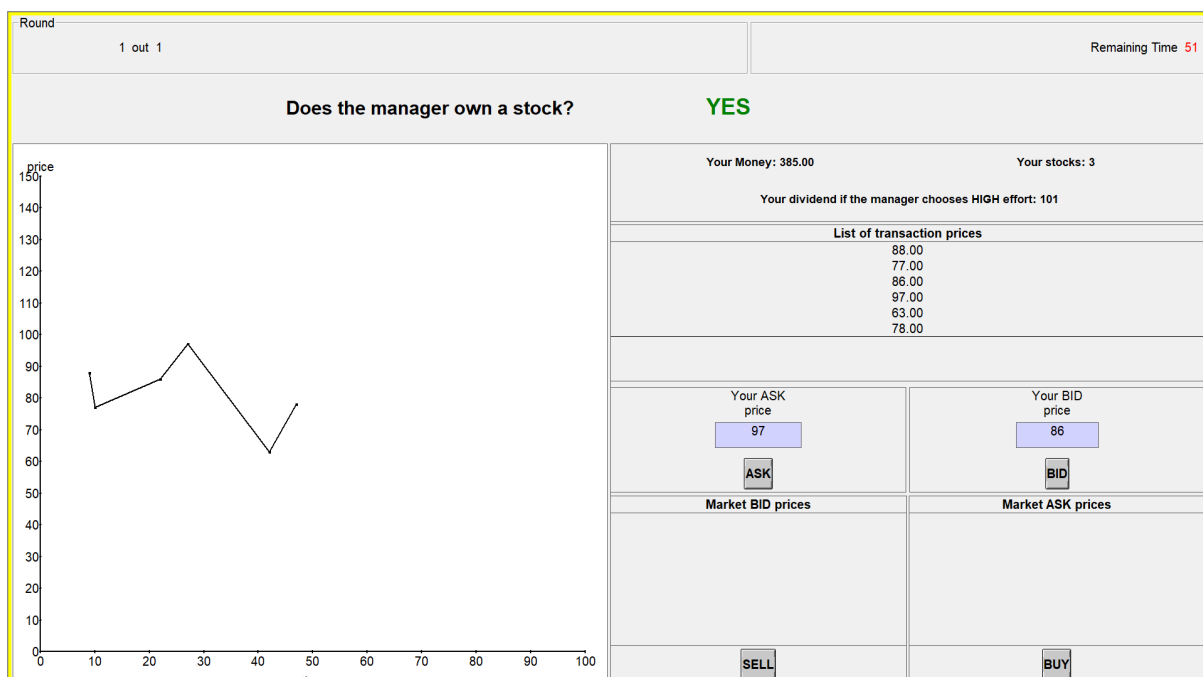 Round
1 out 1
Remaining Time 51
Does the manager own a stock? YES
price
150
140
130
120
110
100
90
80
70
60
50
40
30
20
10
0
0 10 20 30 40 50 60 70 80 90 100
Your Money: 385.00 Your stocks: 3
Your dividend if the manager chooses HIGH effort: 101
List of transaction prices
88.00
77.00
86.00
97.00
63.00
78.00
Your ASK
price
97
ASK
Your BID
price
86
BID
Market BID prices
Market ASK prices
SELL
BUY